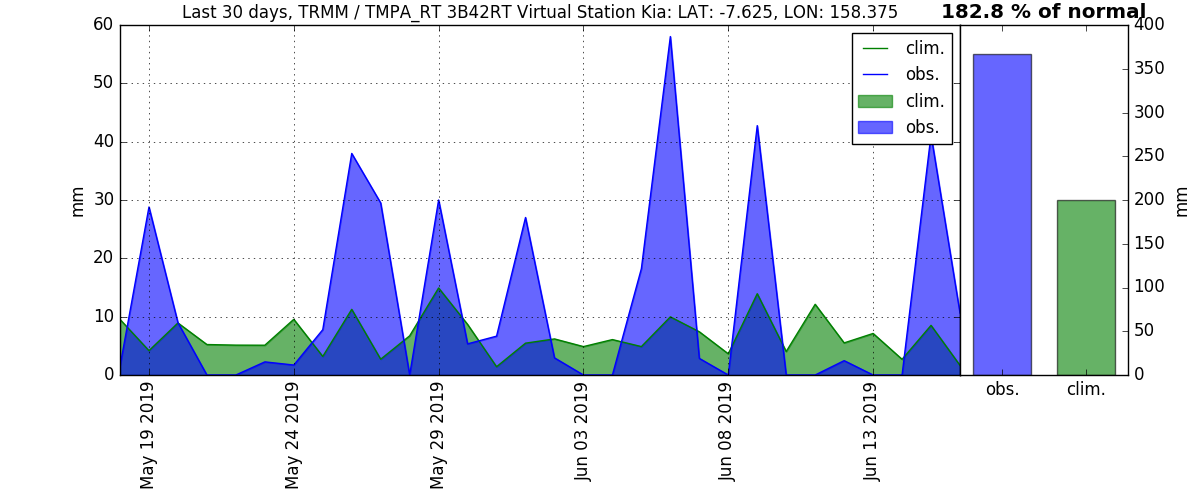 Last 30 days, TRMM / TMPA_RT 3B42RT Virtual Station Kia: LAT: -7.625, LON: 158.375
182.8 % of normal
mm
60
50
40
30
20
10
0
clim.
obs.
clim.
obs.
400
350
300
250
200
150
100
50
0
mm
May 19 2019
May 24 2019
May 29 2019
Jun 03 2019
Jun 08 2019
Jun 13 2019
obs.
clim.